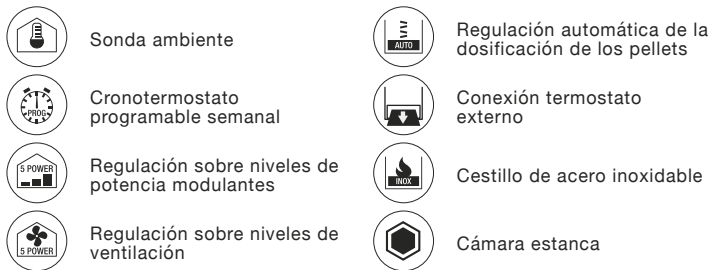 Sonda ambiente
PROG.
Cronotermostato
programable semanal
5 POWER
Regulación sobre niveles de
potencia modulantes
5 POWER
Regulación sobre niveles de
ventilación
AUTO
Regulación automática de la
dosificación de los pellets
Conexión termostato
externo
INOX
Cestillo de acero inoxidable
Cámara estanca